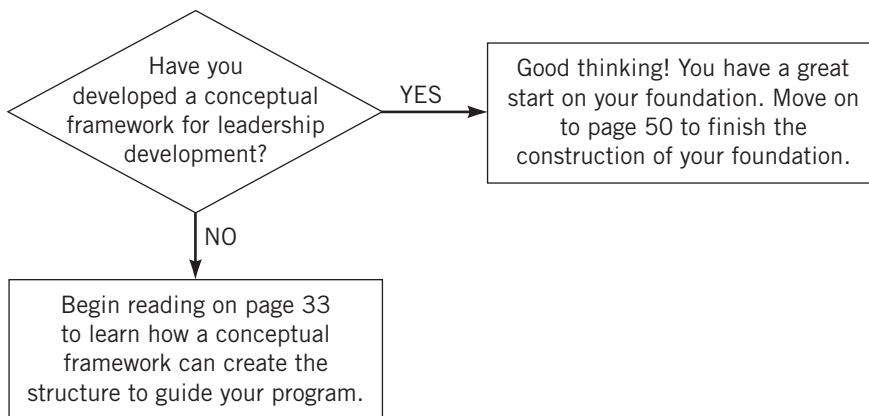 Have you
developed a conceptual
framework for leadership
development?
YES
Good thinking! You have a great
start on your foundation. Move on
to page 50 to finish the
construction of your foundation.
NO
Begin reading on page 33
to learn how a conceptual
framework can create the
structure to guide your program.